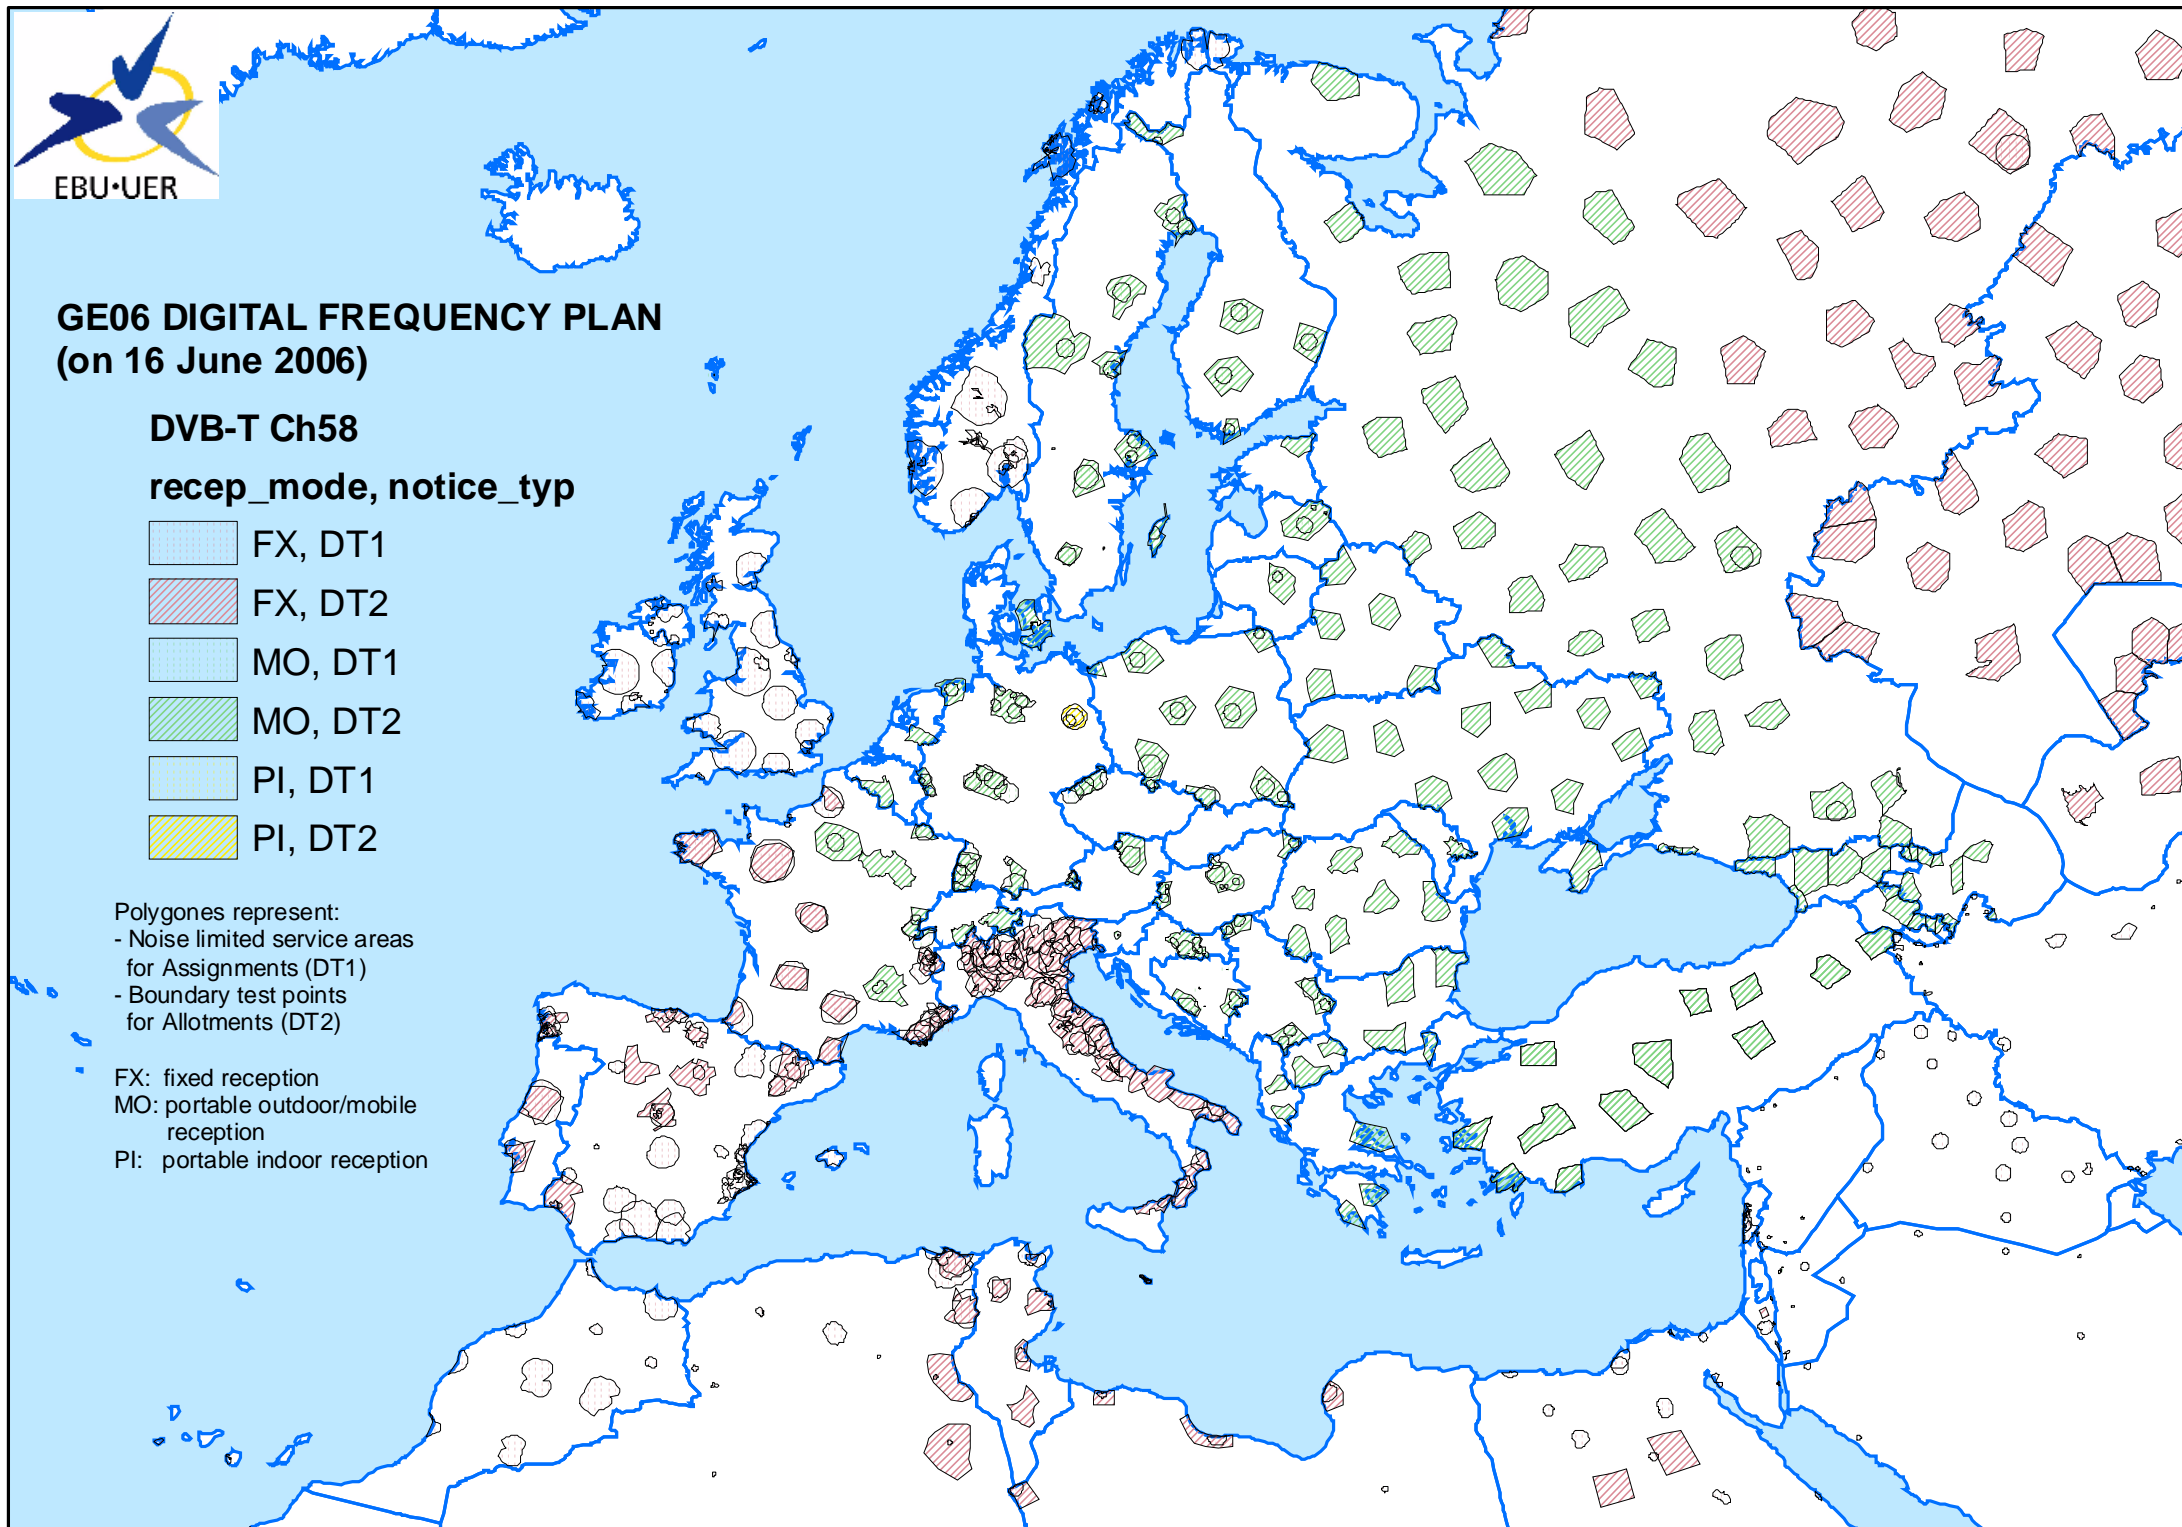 EBU•UER
GE06 DIGITAL FREQUENCY PLAN
(on 16 June 2006)
DVB-T Ch58
recep_mode, notice_typ
FX, DT1
FX, DT2
MO, DT1
MO, DT2
PI, DT1
PI, DT2
Polygones represent:
- Noise limited service areas
for Assignments (DT1)
- Boundary test points
for Allotments (DT2)
FX: fixed reception
MO: portable outdoor/mobile
reception
PI: portable indoor reception